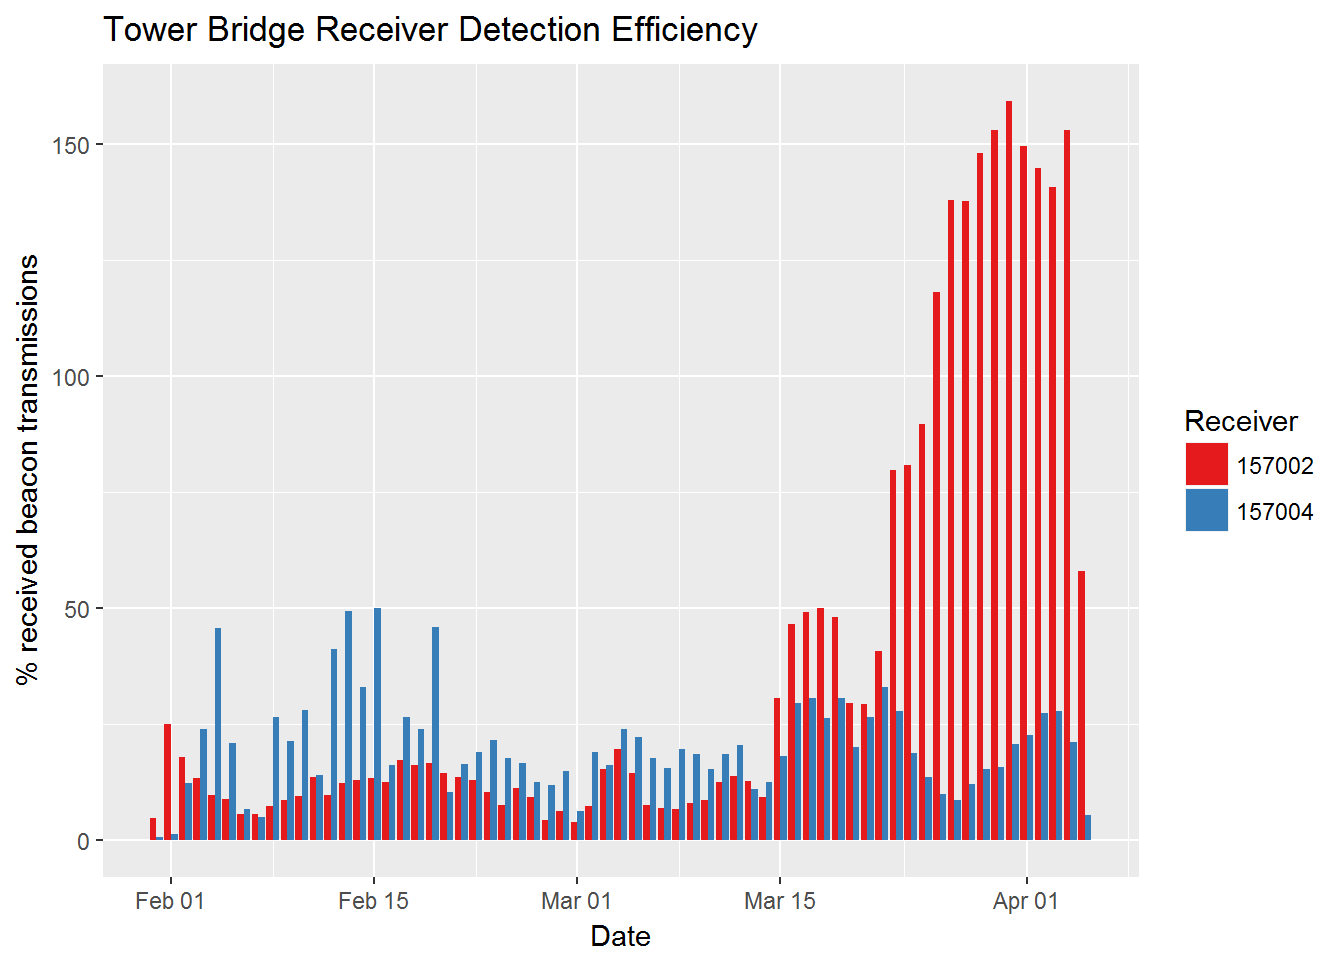 Tower Bridge Receiver Detection Efficiency
% received beacon transmissions
150
100
50
0
Feb 01
Feb 15
Mar 01
Mar 15
Apr 01
Date
Receiver
157002
157004